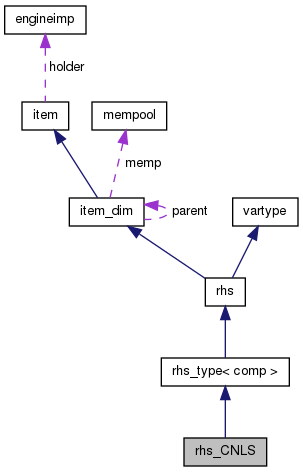 engineimp
holder
item
mempool
memp
item_dim
parent
vartype
rhs
rhs_type< comp >
rhs_CNLS